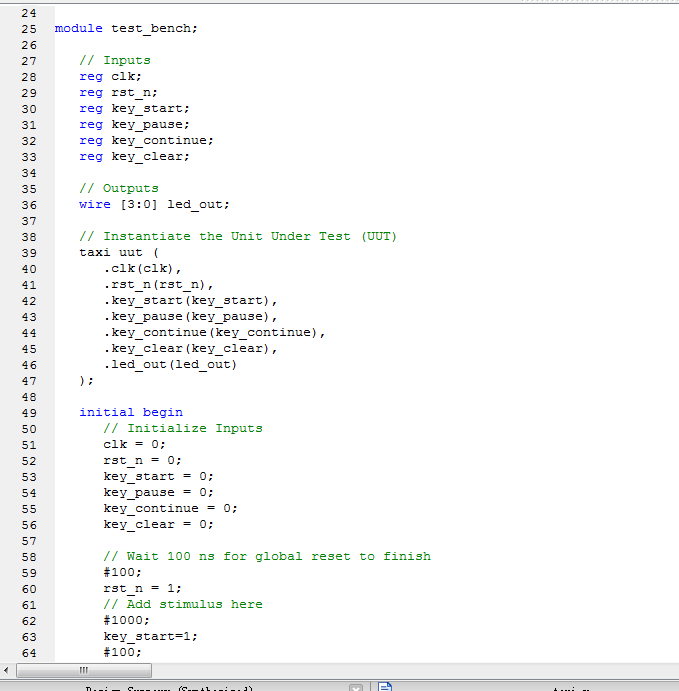 24
25 module test_bench;
26
27 // Inputs
28 reg clk;
29 reg rst_n;
30 reg key_start;
31 reg key_pause;
32 reg key_continue;
33 reg key_clear;
34
35 // Outputs
36 wire [3:0] led_out;
37
38 // Instantiate the Unit Under Test (UUT)
39 taxi uut (
40 .clk(clk),
41 .rst_n(rst_n),
42 .key_start(key_start),
43 .key_pause(key_pause),
44 .key_continue(key_continue),
45 .key_clear(key_clear),
46 .led_out(led_out)
47 );
48
49 initial begin
50 // Initialize Inputs
51 clk = 0;
52 rst_n = 0;
53 key_start = 0;
54 key_pause = 0;
55 key_continue = 0;
56 key_clear = 0;
57
58 // Wait 100 ns for global reset to finish
59 #100;
60 rst_n = 1;
61 // Add stimulus here
62 #1000;
63 key_start=1;
64 #100;